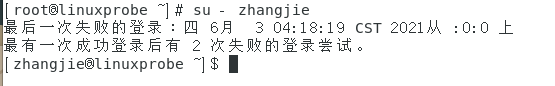 [root@linuxprobe ~]# su - zhangjie
最后一次失败的登录：四 6月  3 04:18:19 CST 2021从 :0:0 上
最有一次成功登录后有 2 次失败的登录尝试。
[zhangjie@linuxprobe ~]$